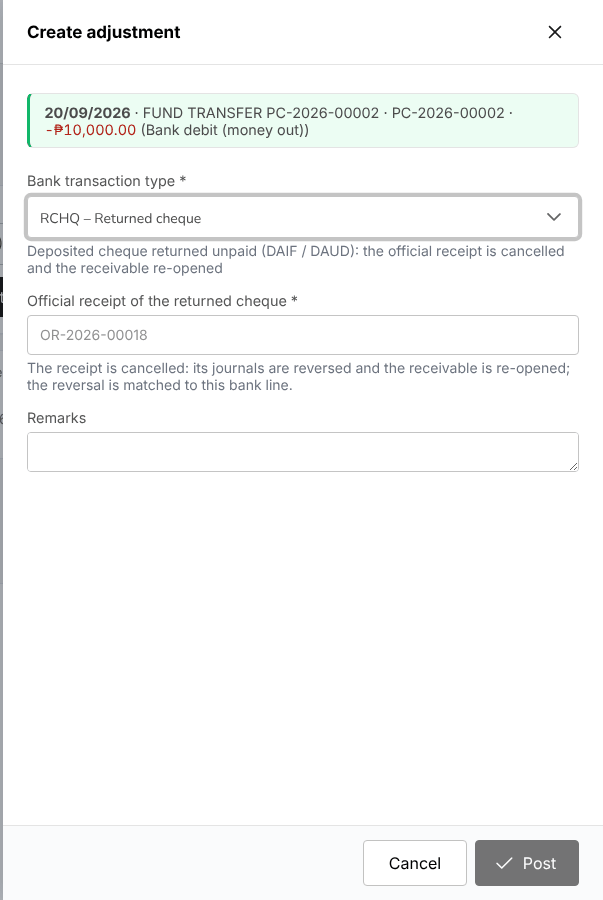 Create adjustment
20/09/2026 · FUND TRANSFER PC-2026-00002 · PC-2026-00002 ·
-₱10,000.00 (Bank debit (money out))
Bank transaction type *
RCHQ – Returned cheque
Deposited cheque returned unpaid (DAIF / DAUD): the official receipt is cancelled
and the receivable re-opened
Official receipt of the returned cheque *
OR-2026-00018
The receipt is cancelled: its journals are reversed and the receivable is re-opened;
the reversal is matched to this bank line.
Remarks
Cancel
Post